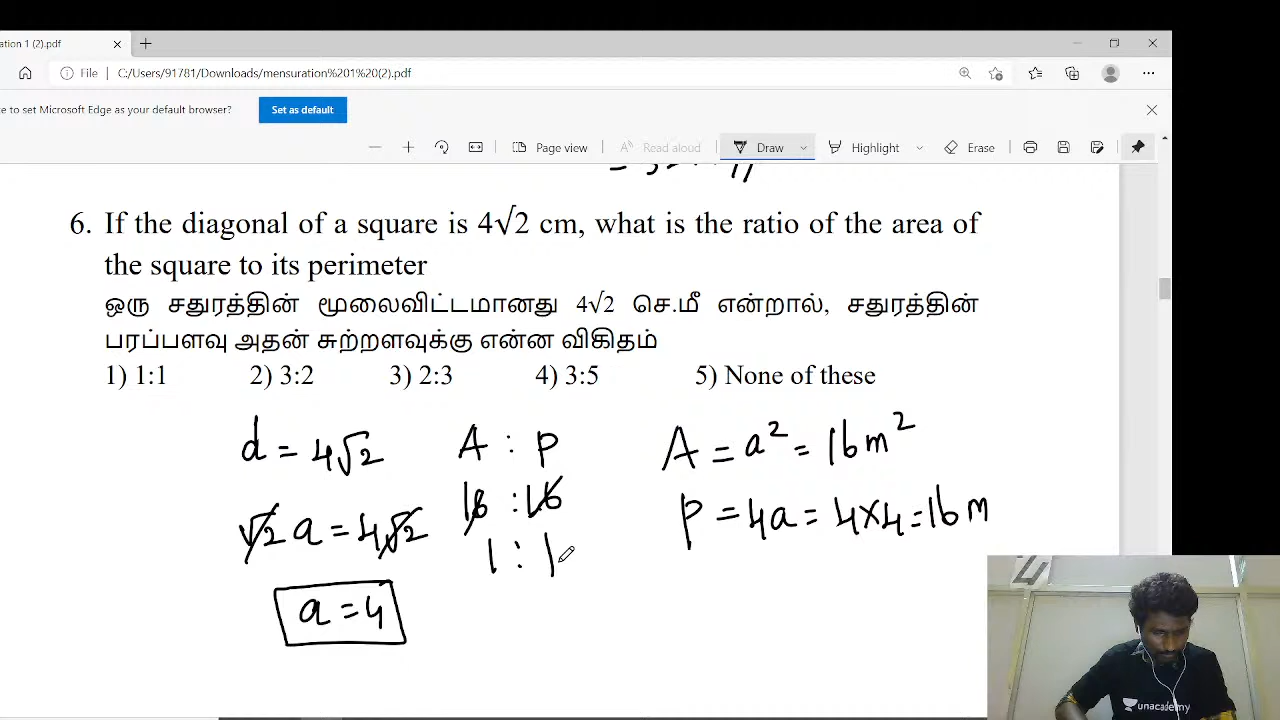 ation 1 (2).pdf
File C:/Users/91781/Downloads/mensuration%201%20(2).pdf
e to set Microsoft Edge as your default browser? Set as default
Page view Read aloud Draw Highlight Erase
6. If the diagonal of a square is 4√2 cm, what is the ratio of the area of
the square to its perimeter
ஒரு சதுரத்தின் மூலைவிட்டமானது 4√2 செ.மீ என்றால், சதுரத்தின்
பரப்பளவு அதன் சுற்றளவுக்கு என்ன விகிதம்
1) 1:1 2) 3:2 3) 2:3 4) 3:5 5) None of these
d = 4√2 A : P A = a² = 16m²
√2 a = 4√2 16 : 16 P = 4a = 4×4 = 16m
1 : 1
a = 4
unacademy